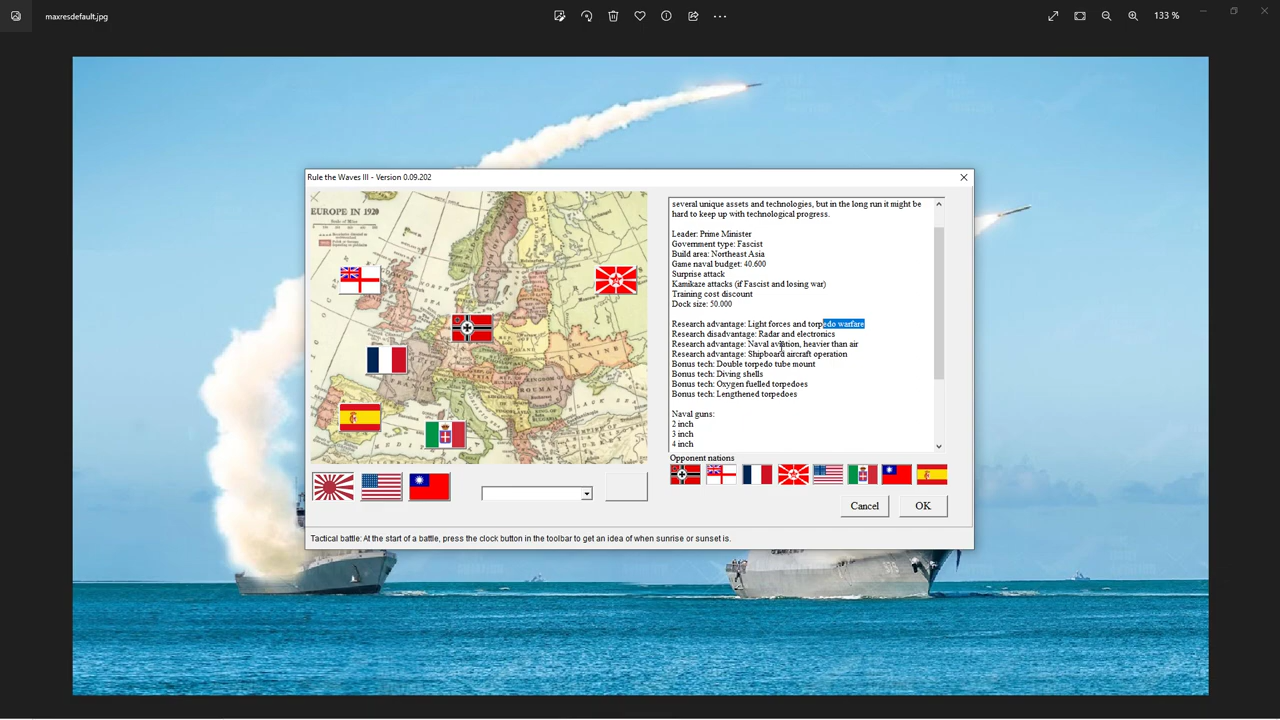 maxresdefault.jpg
133 %
Rule the Waves III - Version 0.09.202
EUROPE IN 1920
several unique assets and technologies, but in the long run it might be
hard to keep up with technological progress.
Leader: Prime Minister
Government type: Fascist
Build area: Northeast Asia
Game naval budget: 40.600
Surprise attack
Kamikaze attacks (if Fascist and losing war)
Training cost discount
Dock size: 50.000
Research advantage: Light forces and torpedo warfare
Research disadvantage: Radar and electronics
Research advantage: Naval aviation, heavier than air
Research advantage: Shipboard aircraft operation
Bonus tech: Double torpedo tube mount
Bonus tech: Diving shells
Bonus tech: Oxygen fuelled torpedoes
Bonus tech: Lengthened torpedoes
Naval guns:
2 inch
3 inch
4 inch
Opponent nations
Cancel
OK
Tactical battle: At the start of a battle, press the clock button in the toolbar to get an idea of when sunrise or sunset is.